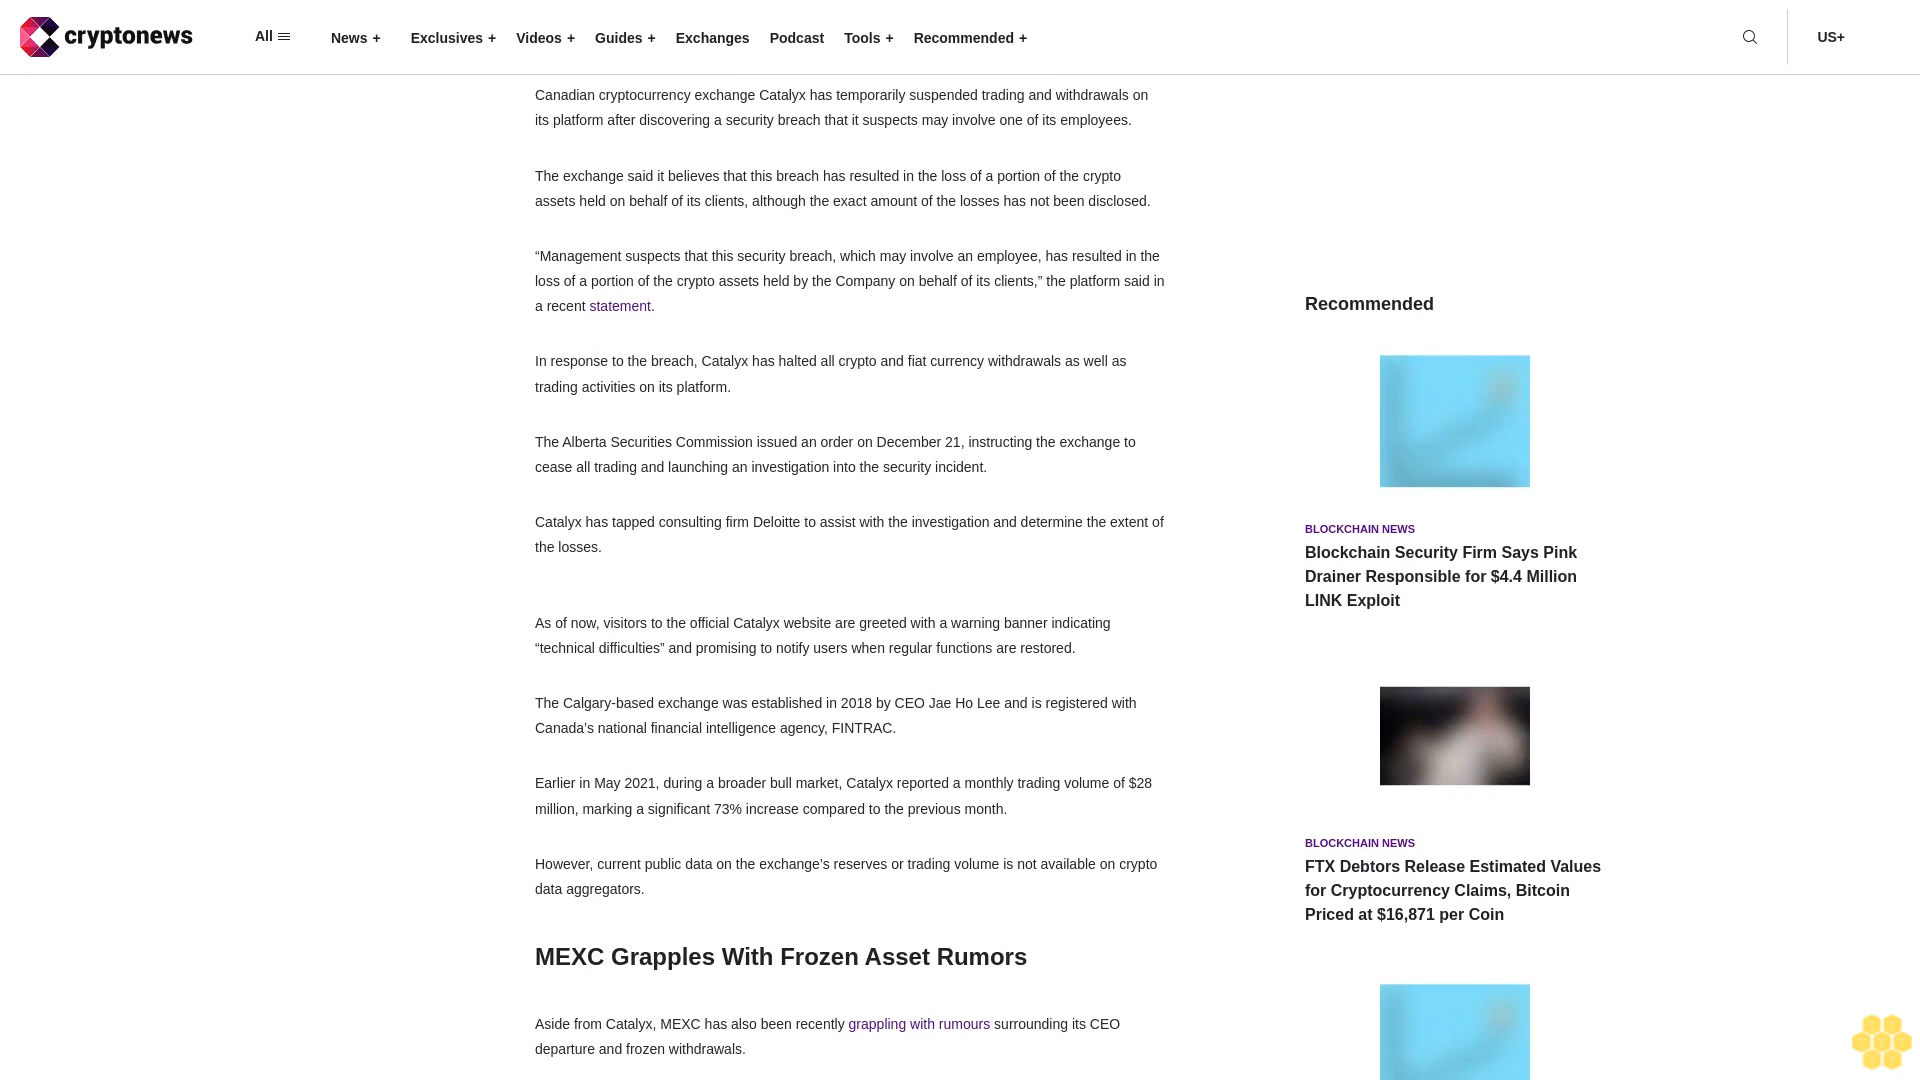 cryptonews
All
News +
Exclusives +
Videos +
Guides +
Exchanges
Podcast
Tools +
Recommended +
US+
Canadian cryptocurrency exchange Catalyx has temporarily suspended trading and withdrawals on
its platform after discovering a security breach that it suspects may involve one of its employees.
The exchange said it believes that this breach has resulted in the loss of a portion of the crypto
assets held on behalf of its clients, although the exact amount of the losses has not been disclosed.
“Management suspects that this security breach, which may involve an employee, has resulted in the
loss of a portion of the crypto assets held by the Company on behalf of its clients,” the platform said in
a recent statement.
In response to the breach, Catalyx has halted all crypto and fiat currency withdrawals as well as
trading activities on its platform.
The Alberta Securities Commission issued an order on December 21, instructing the exchange to
cease all trading and launching an investigation into the security incident.
Catalyx has tapped consulting firm Deloitte to assist with the investigation and determine the extent of
the losses.
As of now, visitors to the official Catalyx website are greeted with a warning banner indicating
“technical difficulties” and promising to notify users when regular functions are restored.
The Calgary-based exchange was established in 2018 by CEO Jae Ho Lee and is registered with
Canada’s national financial intelligence agency, FINTRAC.
Earlier in May 2021, during a broader bull market, Catalyx reported a monthly trading volume of $28
million, marking a significant 73% increase compared to the previous month.
However, current public data on the exchange’s reserves or trading volume is not available on crypto
data aggregators.
MEXC Grapples With Frozen Asset Rumors
Aside from Catalyx, MEXC has also been recently grappling with rumours surrounding its CEO
departure and frozen withdrawals.
Recommended
BLOCKCHAIN NEWS
Blockchain Security Firm Says Pink
Drainer Responsible for $4.4 Million
LINK Exploit
BLOCKCHAIN NEWS
FTX Debtors Release Estimated Values
for Cryptocurrency Claims, Bitcoin
Priced at $16,871 per Coin